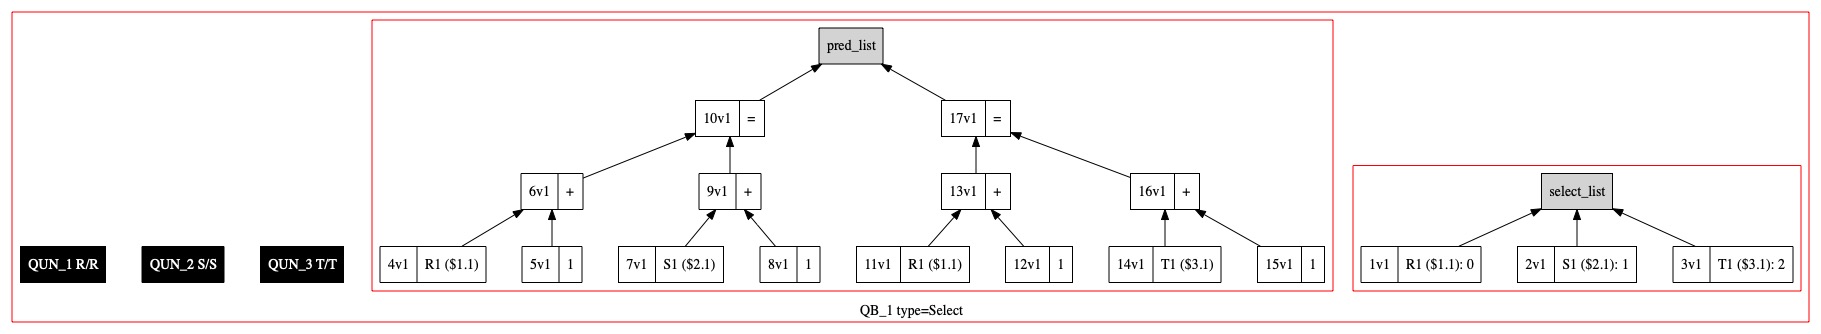 pred_list
10v1 =
17v1 =
6v1 +
9v1 +
13v1 +
16v1 +
select_list
QUN_1 R/R
QUN_2 S/S
QUN_3 T/T
4v1 R1 ($1.1)
5v1 1
7v1 S1 ($2.1)
8v1 1
11v1 R1 ($1.1)
12v1 1
14v1 T1 ($3.1)
15v1 1
1v1 R1 ($1.1): 0
2v1 S1 ($2.1): 1
3v1 T1 ($3.1): 2
QB_1 type=Select